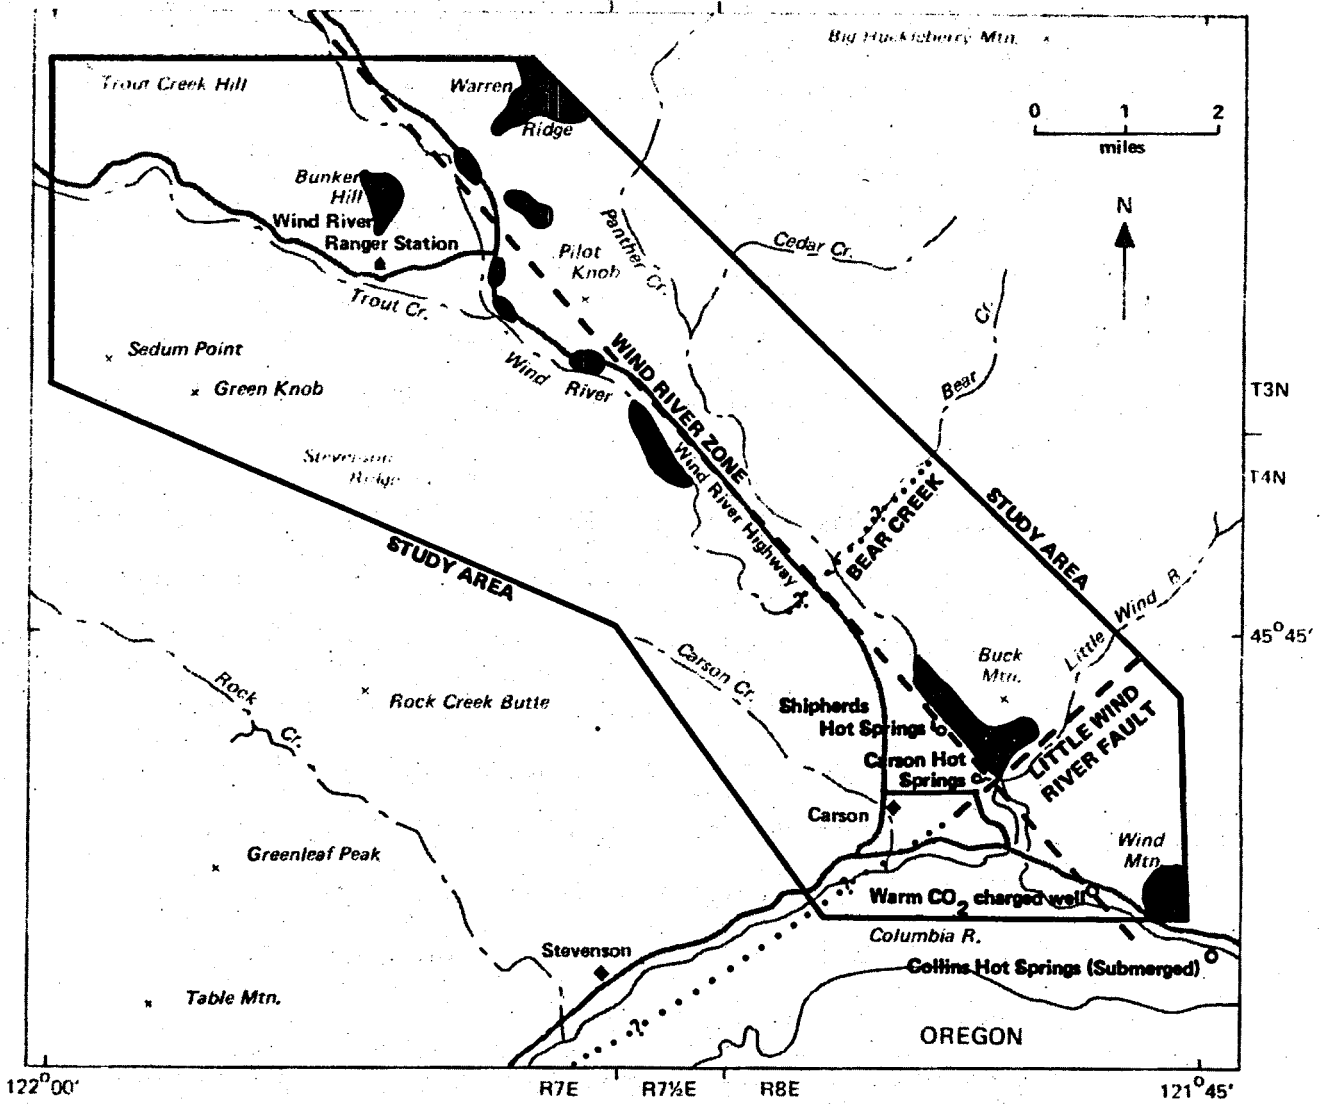 Big Huckleberry Mtn.
Trout Creek Hill
Warren
Ridge
0 1 2
miles
N
Bunker
Hill
Wind River
Ranger Station
Trout Cr.
Pilot
Knob
Panther Cr.
Cedar Cr.
Bear Cr.
Sedum Point
Green Knob
Wind River
WIND RIVER ZONE
Wind River Highway
T3N
T4N
Stevenson
Ridge
STUDY AREA
?
BEAR CREEK
STUDY AREA
?
Little Wind R
45°45'
Rock Cr.
Rock Creek Butte
Carson Cr.
Buck
Mtn.
Shipherds
Hot Springs
LITTLE WIND
RIVER FAULT
Carson Hot
Springs
Carson
Greenleaf Peak
Wind
Mtn.
?
Warm CO2 charged well
Columbia R.
Stevenson
Collins Hot Springs (Submerged)
Table Mtn.
?
OREGON
122°00'
R7E
R7½E
R8E
121°45'